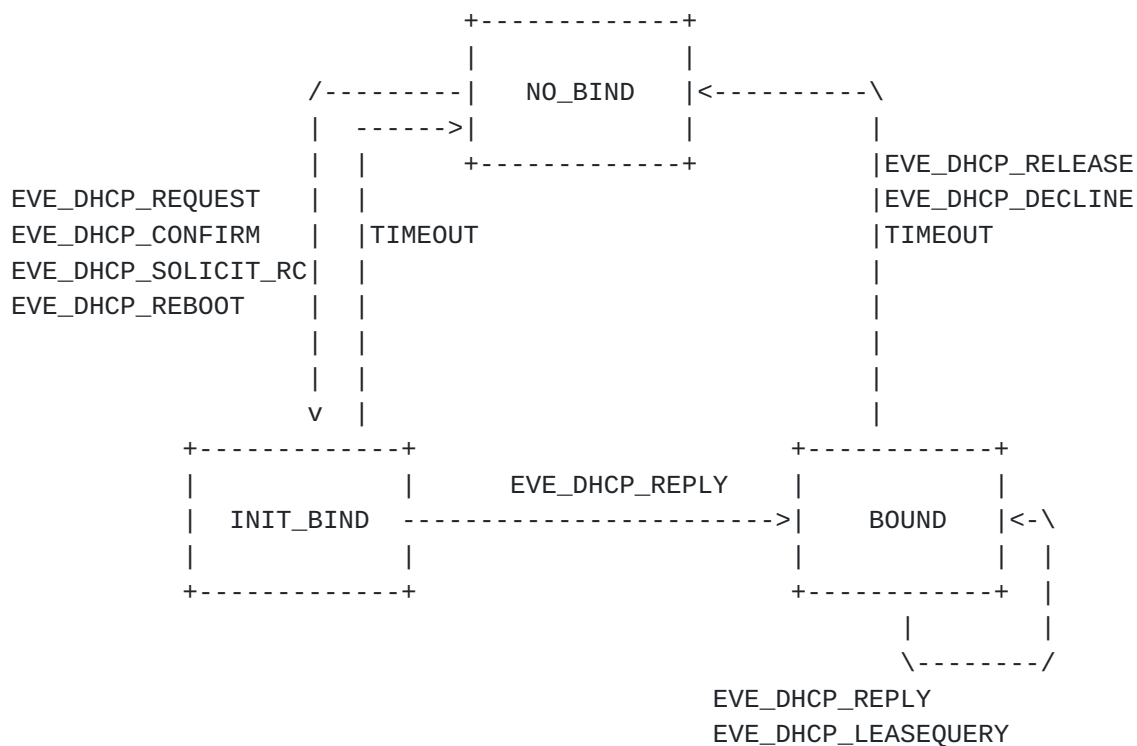 NO_BIND
EVE_DHCP_RELEASE
EVE_DHCP_REQUEST
EVE_DHCP_DECLINE
EVE_DHCP_CONFIRM
TIMEOUT
TIMEOUT
EVE_DHCP_SOLICIT_RC
EVE_DHCP_REBOOT
EVE_DHCP_REPLY
INIT_BIND
BOUND
EVE_DHCP_REPLY
EVE_DHCP_LEASEQUERY